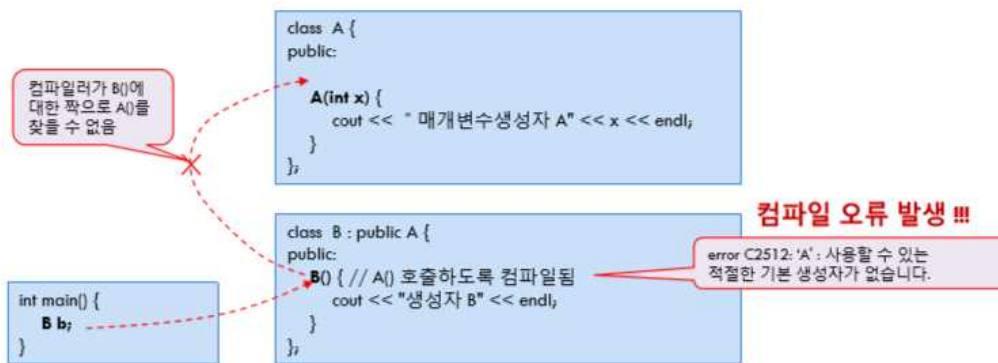 class A {
public:
A(int x) {
cout << " 매개변수생성자 A" << x << endl;
}
};
컴파일러가 B()에
대한 짝으로 A()를
찾을 수 없음
컴파일 오류 발생 !!!
class B : public A {
public:
B() { // A() 호출하도록 컴파일됨
cout << "생성자 B" << endl;
}
};
error C2512: 'A' : 사용할 수 있는
적절한 기본 생성자가 없습니다.
int main() {
B b;
}